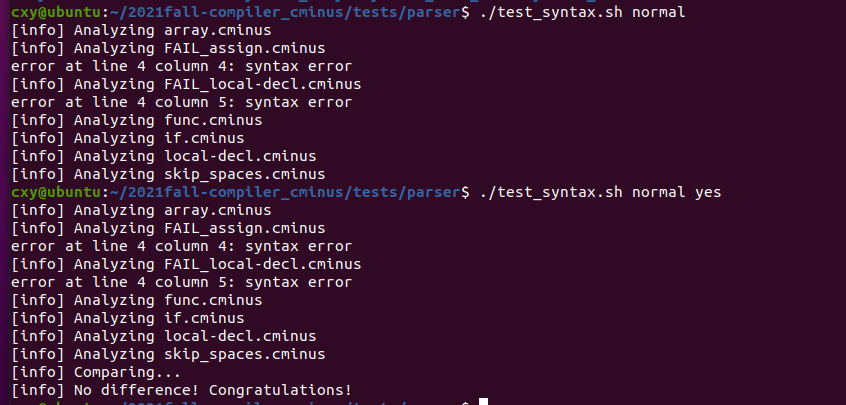 cxy@ubuntu:~/2021fall-compiler_cminus/tests/parser$ ./test_syntax.sh normal
[info] Analyzing array.cminus
[info] Analyzing FAIL_assign.cminus
error at line 4 column 4: syntax error
[info] Analyzing FAIL_local-decl.cminus
error at line 4 column 5: syntax error
[info] Analyzing func.cminus
[info] Analyzing if.cminus
[info] Analyzing local-decl.cminus
[info] Analyzing skip_spaces.cminus
cxy@ubuntu:~/2021fall-compiler_cminus/tests/parser$ ./test_syntax.sh normal yes
[info] Analyzing array.cminus
[info] Analyzing FAIL_assign.cminus
error at line 4 column 4: syntax error
[info] Analyzing FAIL_local-decl.cminus
error at line 4 column 5: syntax error
[info] Analyzing func.cminus
[info] Analyzing if.cminus
[info] Analyzing local-decl.cminus
[info] Analyzing skip_spaces.cminus
[info] Comparing...
[info] No difference! Congratulations!
cxy@ubuntu:~/2021fall-compiler_cminus/tests/parser$